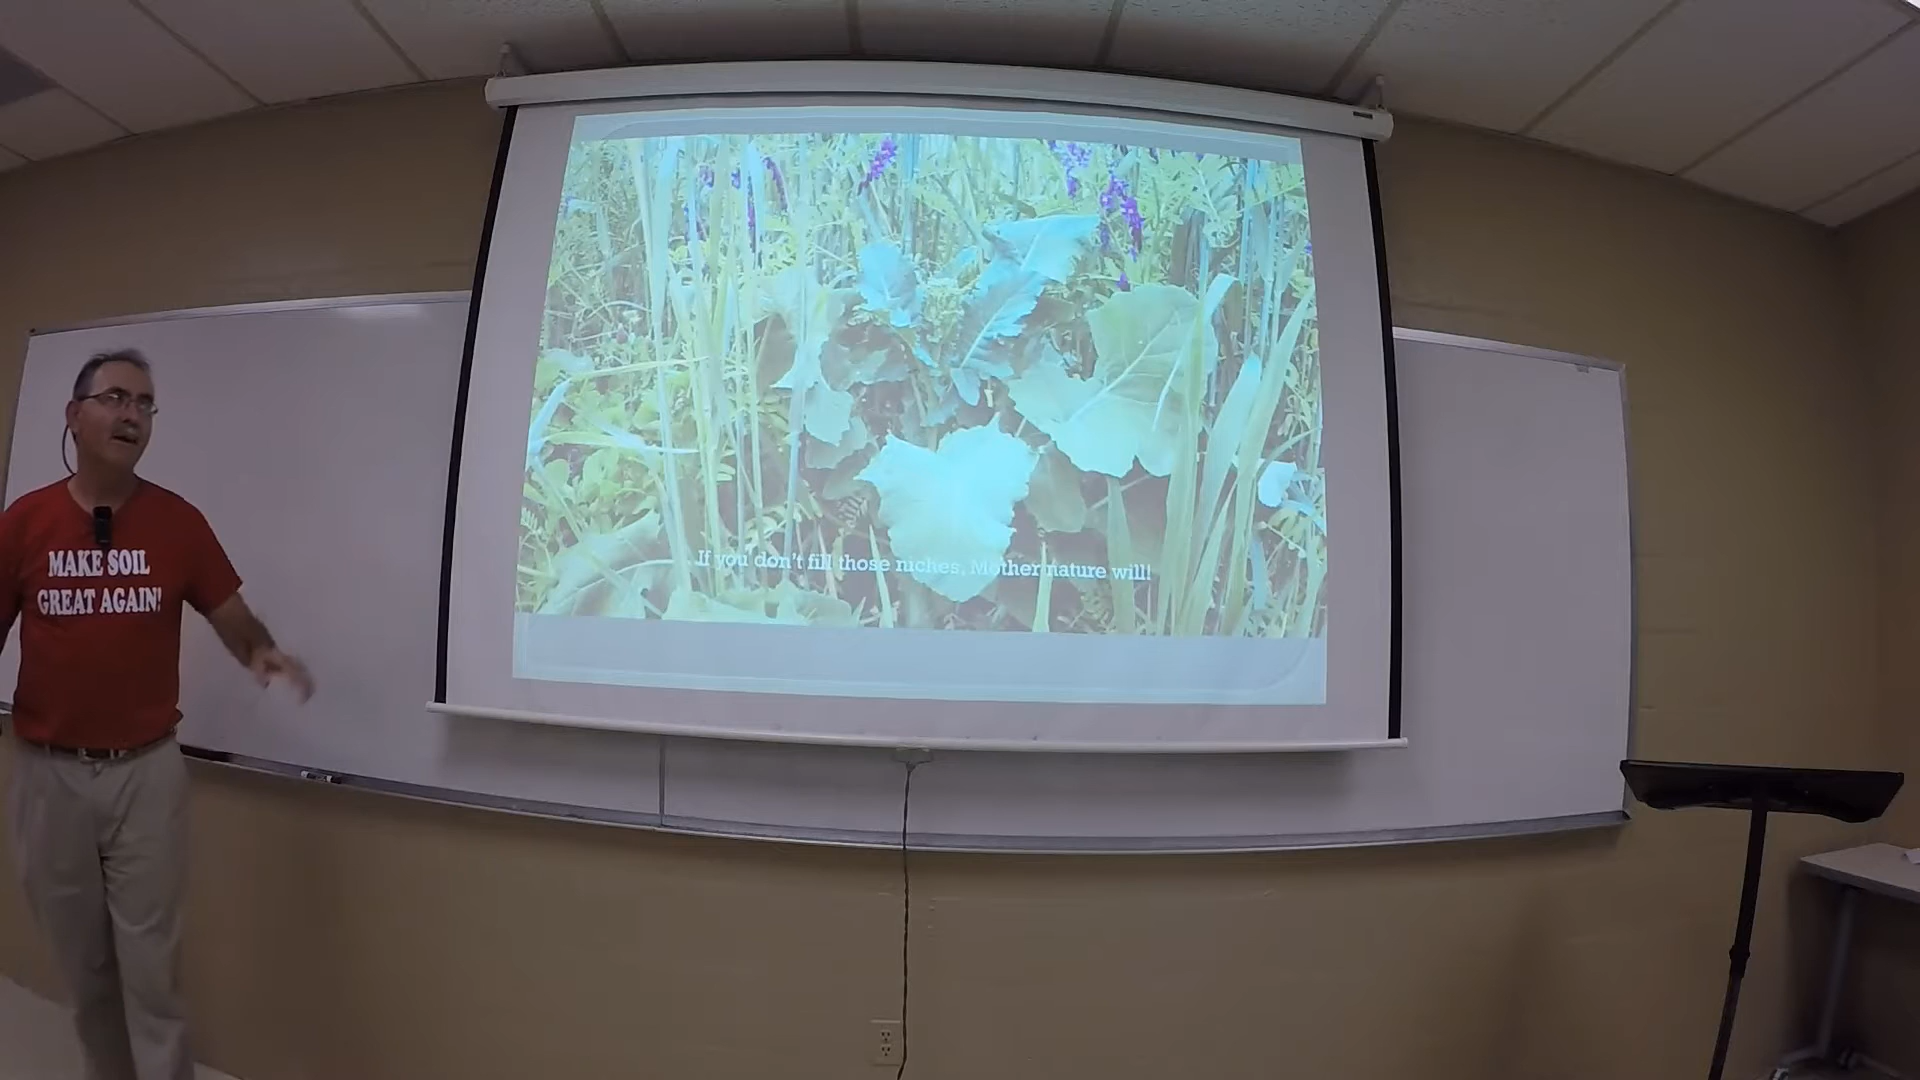 MAKE SOIL
GREAT AGAIN!
If you don't fill those niches, Mother nature will!